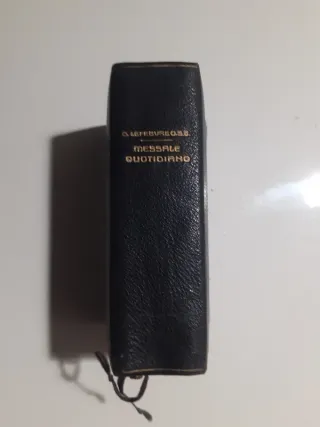 G. LEFEBVRE O.S.B.
MESSALE
QUOTIDIANO